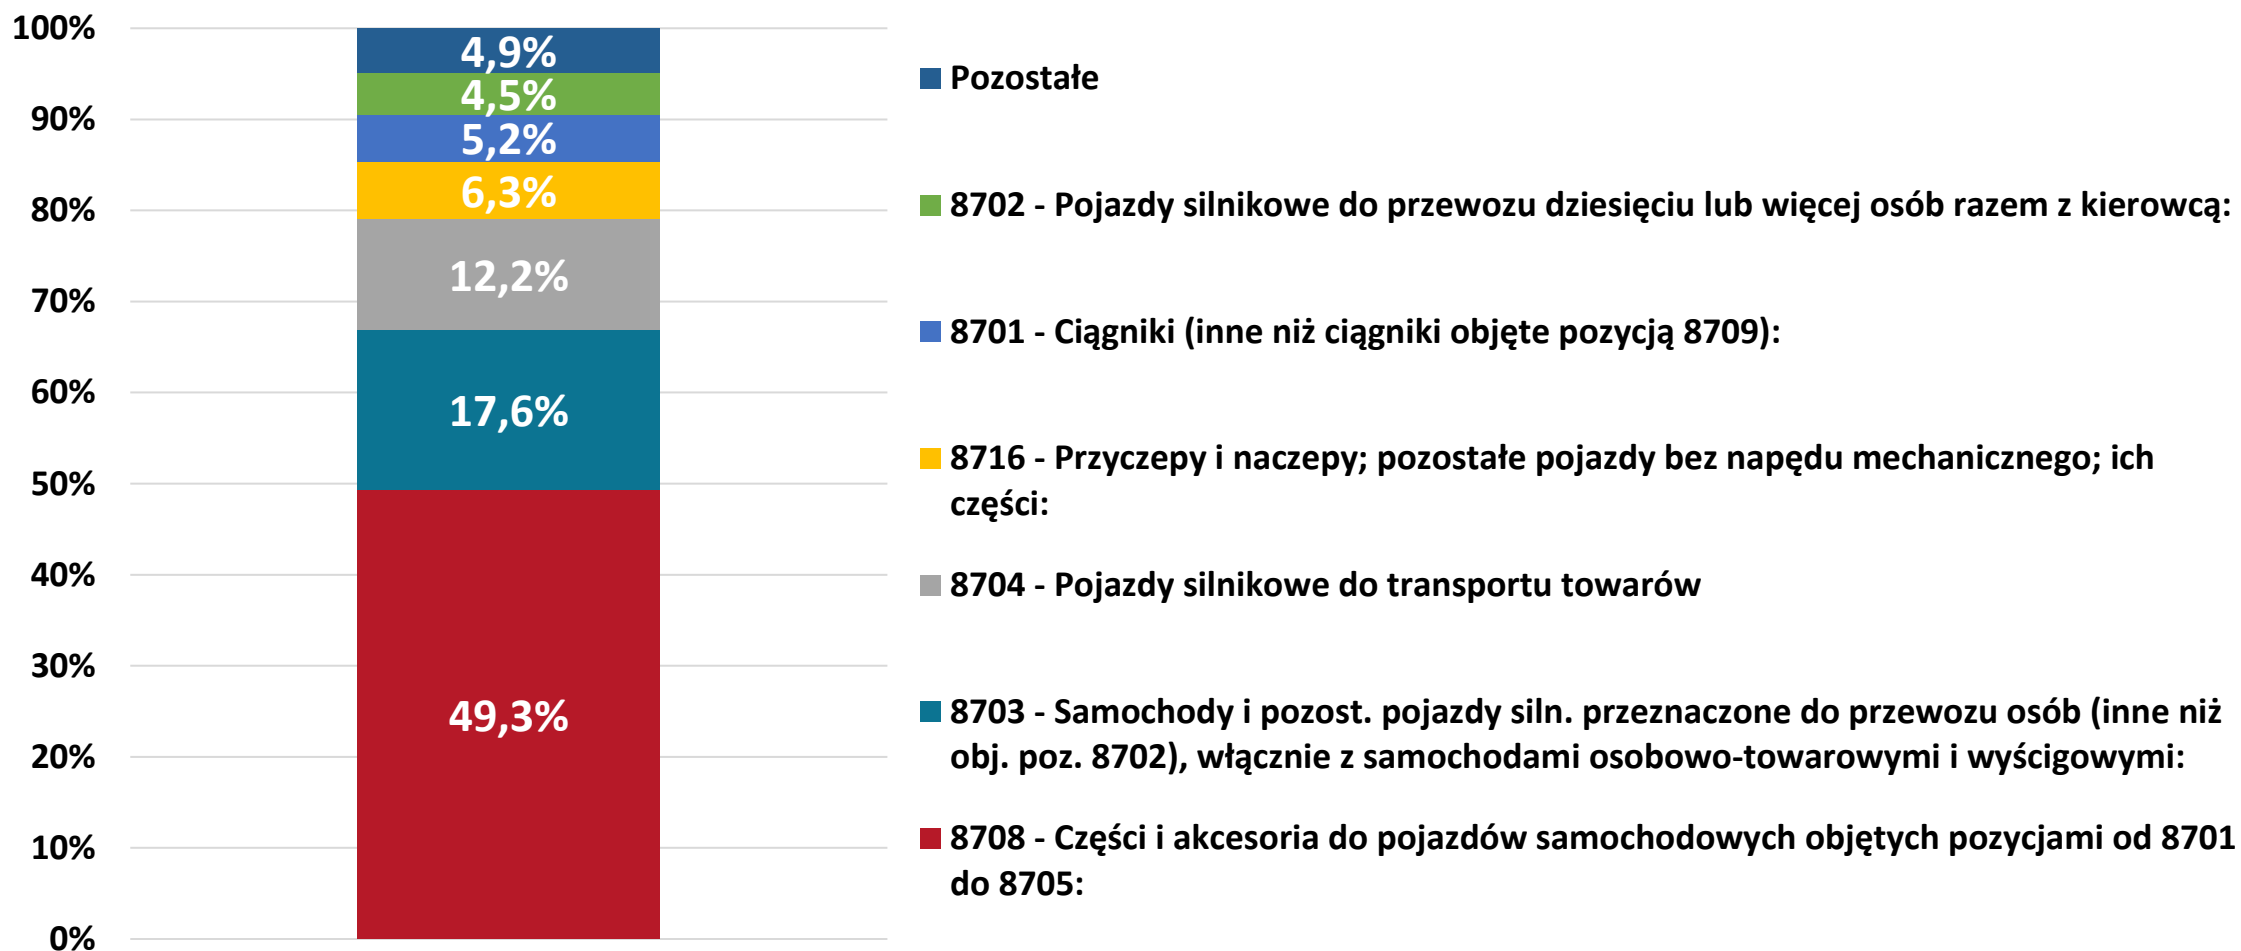 100%
90%
80%
70%
60%
50%
40%
30%
20%
10%
0%
4,9%
4,5%
5,2%
6,3%
12,2%
17,6%
49,3%
Pozostałe
8702 - Pojazdy silnikowe do przewozu dziesięciu lub więcej osób razem z kierowcą:
8701 - Ciągniki (inne niż ciągniki objęte pozycją 8709):
8716 - Przyczepy i naczepy; pozostałe pojazdy bez napędu mechanicznego; ich
części:
8704 - Pojazdy silnikowe do transportu towarów
8703 - Samochody i pozost. pojazdy siln. przeznaczone do przewozu osób (inne niż
obj. poz. 8702), włącznie z samochodami osobowo-towarowymi i wyścigowymi:
8708 - Części i akcesoria do pojazdów samochodowych objętych pozycjami od 8701
do 8705: